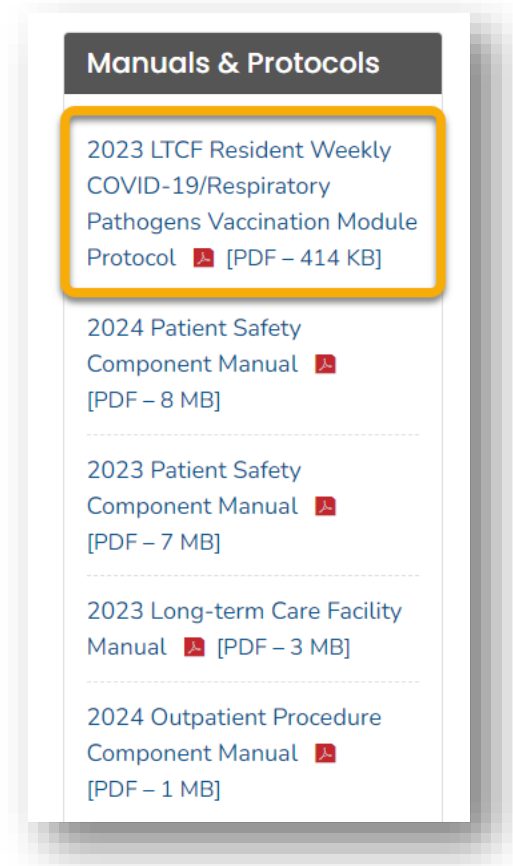 Manuals & Protocols
2023 LTCF Resident Weekly
COVID-19/Respiratory
Pathogens Vaccination Module
Protocol [PDF – 414 KB]
2024 Patient Safety
Component Manual
[PDF – 8 MB]
2023 Patient Safety
Component Manual
[PDF – 7 MB]
2023 Long-term Care Facility
Manual [PDF – 3 MB]
2024 Outpatient Procedure
Component Manual
[PDF – 1 MB]